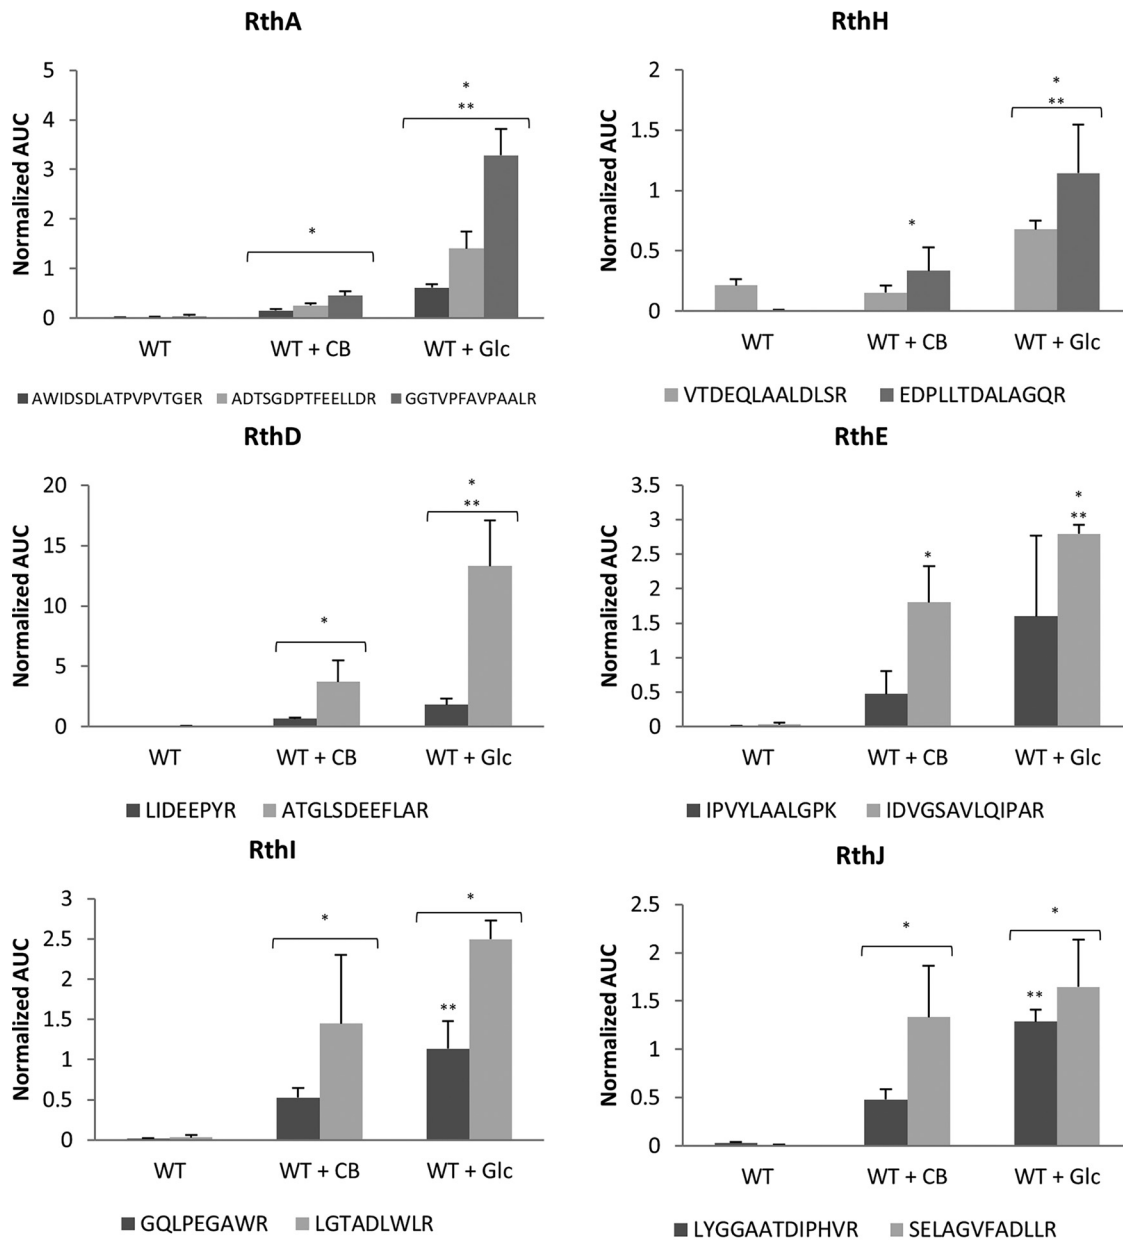 RthA
Normalized AUC
5
4
3
2
1
0
*
*
**
WT
WT + CB
WT + Glc
AWIDSDLATPVPVTGER ADTSGDPTFEELLDR GGTVPFAVPAALR
RthH
Normalized AUC
2
1.5
1
0.5
0
*
*
**
WT
WT + CB
WT + Glc
VTDEQLAALDLSR EDPLLTDALAGQR
RthD
Normalized AUC
20
15
10
5
0
*
*
**
WT
WT + CB
WT + Glc
LIDEEPYR ATGLSDEEFLAR
RthE
Normalized AUC
3.5
3
2.5
2
1.5
1
0.5
0
*
*
**
WT
WT + CB
WT + Glc
IPVYLAALGPK IDVGSAVLQIPAR
RthI
Normalized AUC
3
2.5
2
1.5
1
0.5
0
*
*
**
WT
WT + CB
WT + Glc
GQLPEGAWR LGTADLWLR
RthJ
Normalized AUC
2.5
2
1.5
1
0.5
0
*
*
**
WT
WT + CB
WT + Glc
LYGGAATDIPHVR SELAGVFADLLR